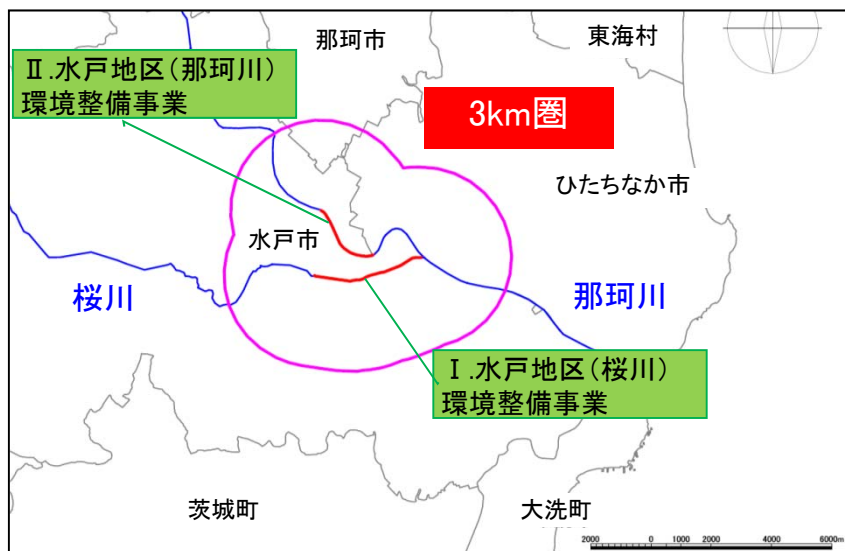 那珂市
東海村
Ⅱ.水戸地区(那珂川)
環境整備事業
3km圏
ひたちなか市
水戸市
桜川
那珂川
Ⅰ.水戸地区(桜川)
環境整備事業
茨城町
大洗町
2000 0 1000 2000 4000 6000m